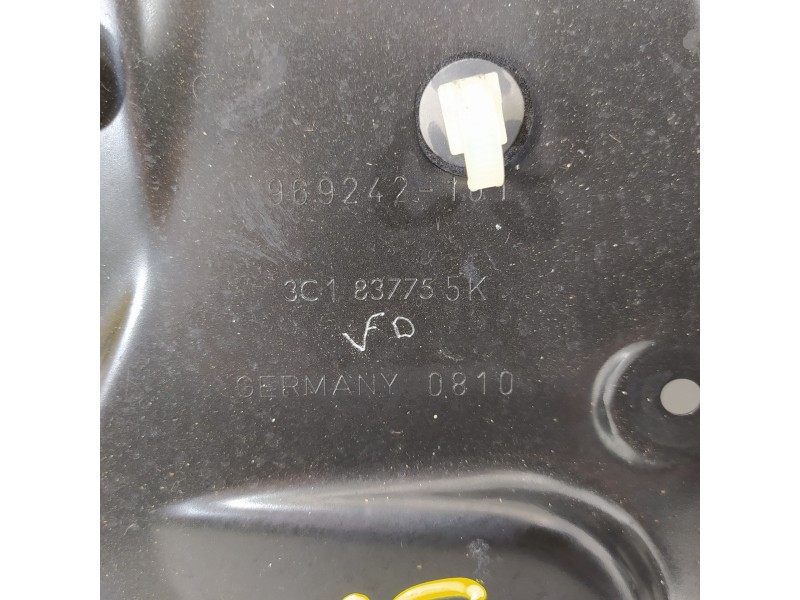 969242-101
3C1 837755K
VD
GERMANY 0810